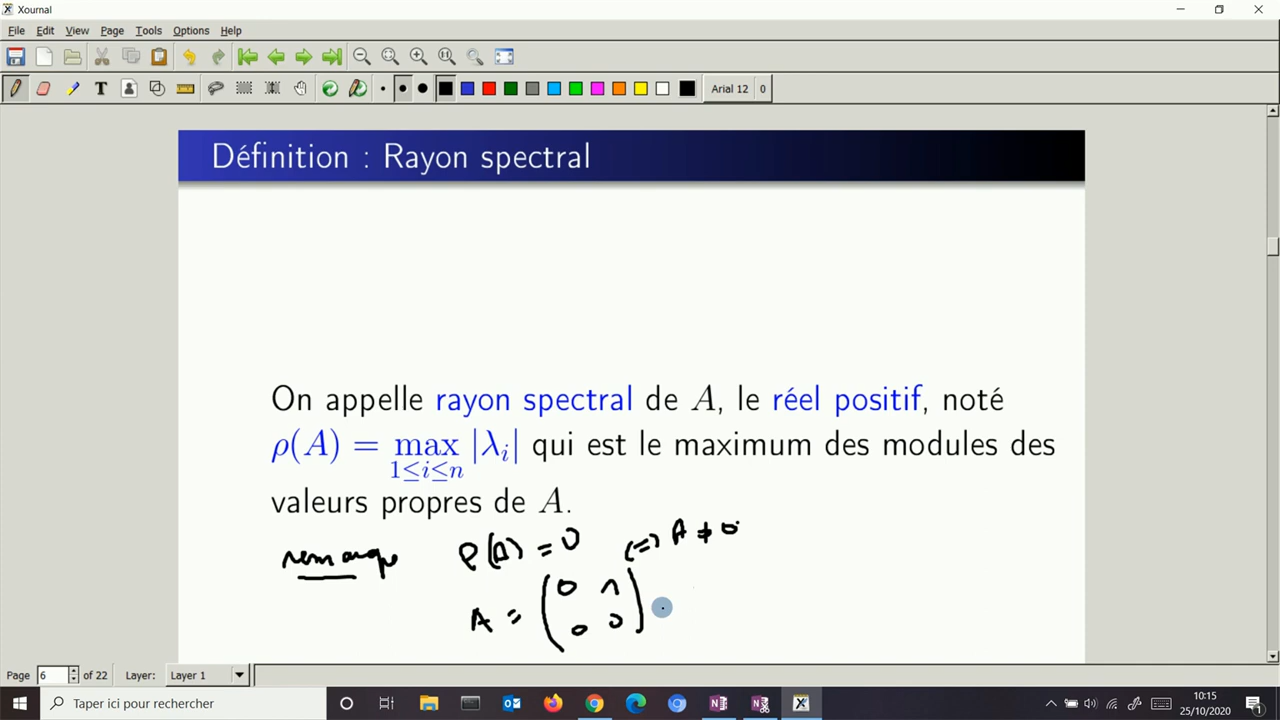 Xournal
File Edit View Page Tools Options Help
Arial 12 0
Définition : Rayon spectral
On appelle rayon spectral de A, le réel positif, noté
ρ(A) = max |λi| qui est le maximum des modules des
1≤i≤n
valeurs propres de A.
remarque ρ(A) = 0 (=) A ≠ 0
A = (0 1
0 0)
Page 6 of 22 Layer: Layer 1
Taper ici pour rechercher
10:15
25/10/2020